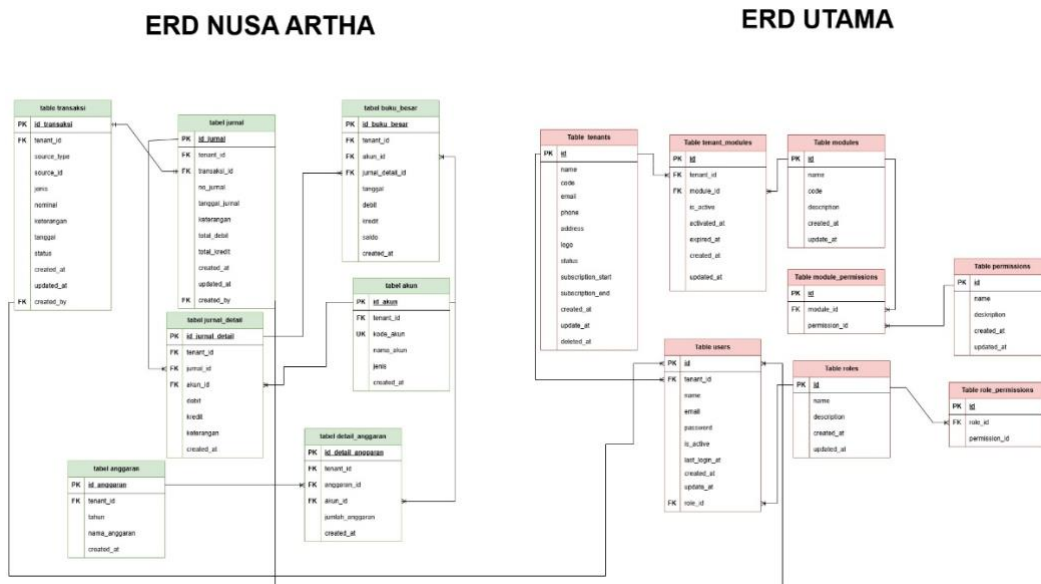 ERD NUSA ARTHA
ERD UTAMA
table transaksi
PK id_transaksi
FK tenant_id
source_type
source_id
jenis
nominal
keterangan
tanggal
status
created_at
updated_at
FK created_by
tabel jurnal
PK id_jurnal
FK tenant_id
FK transaksi_id
no_jurnal
tanggal_jurnal
keterangan
total_debit
total_kredit
created_at
updated_at
FK created_by
tabel buku_besar
PK id_buku_besar
FK tenant_id
FK akun_id
FK jurnal_detail_id
tanggal
debit
kredit
saldo
created_at
tabel akun
PK id_akun
FK tenant_id
UK kode_akun
nama_akun
jenis
created_at
tabel jurnal_detail
PK id_jurnal_detail
FK tenant_id
FK jurnal_id
FK akun_id
debit
kredit
keterangan
created_at
tabel detail_anggaran
PK id_detail_anggaran
FK tenant_id
FK anggaran_id
FK akun_id
jumlah_anggaran
created_at
tabel anggaran
PK id_anggaran
FK tenant_id
tahun
nama_anggaran
created_at
Table tenants
PK id
name
code
email
phone
address
logo
status
subscription_start
subscription_end
created_at
update_at
deleted_at
Table tenant_modules
PK id
FK tenant_id
FK module_id
is_active
activated_at
expired_at
created_at
updated_at
Table modules
PK id
name
code
description
created_at
update_at
Table module_permissions
PK id
FK module_id
permission_id
Table permissions
PK id
name
created_at
updated_at
Table users
PK id
FK tenant_id
name
email
password
is_active
last_login_at
created_at
update_at
FK role_id
Table roles
PK id
name
description
created_at
updated_at
Table role_permissions
PK id
FK role_id
permission_id